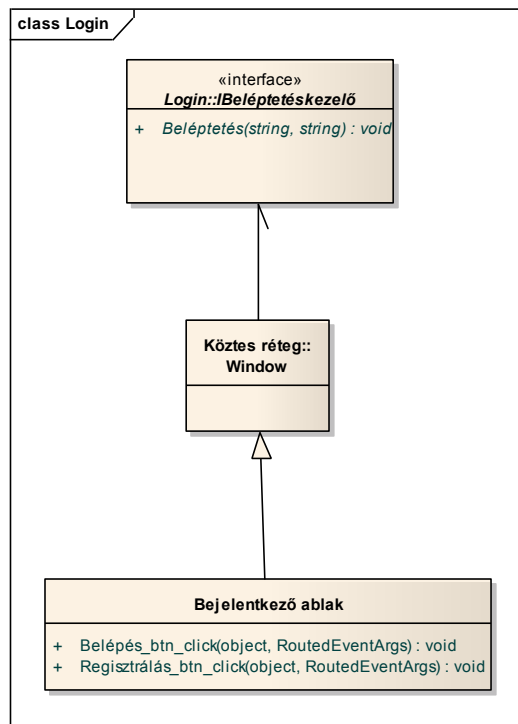 class Login
«interface»
Login::IBeléptetéskezelő
+ Beléptetés(string, string) : void
Köztes réteg::
Window
Bejelentkező ablak
+ Belépés_btn_click(object, RoutedEventArgs) : void
+ Regisztrálás_btn_click(object, RoutedEventArgs) : void